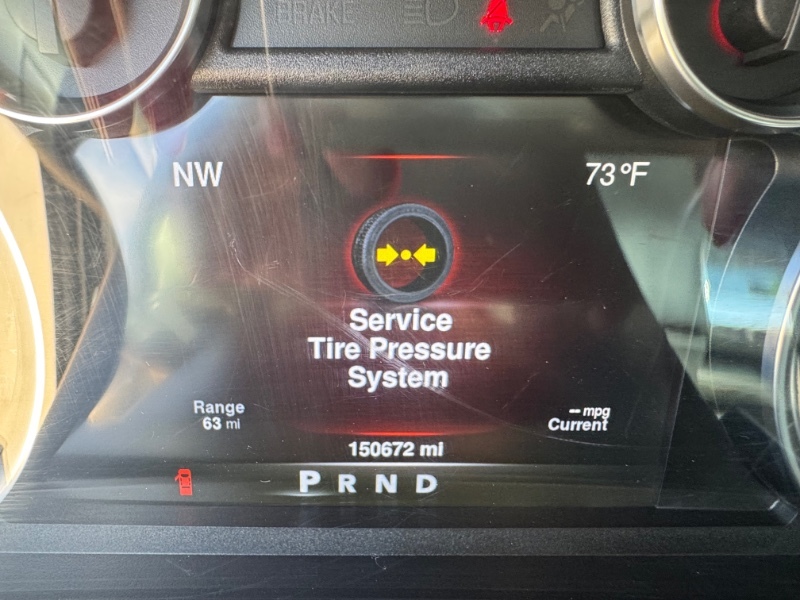 BRAKE
NW
73°F
Service
Tire Pressure
System
Range
63 mi
-- mpg
Current
150672 mi
P R N D